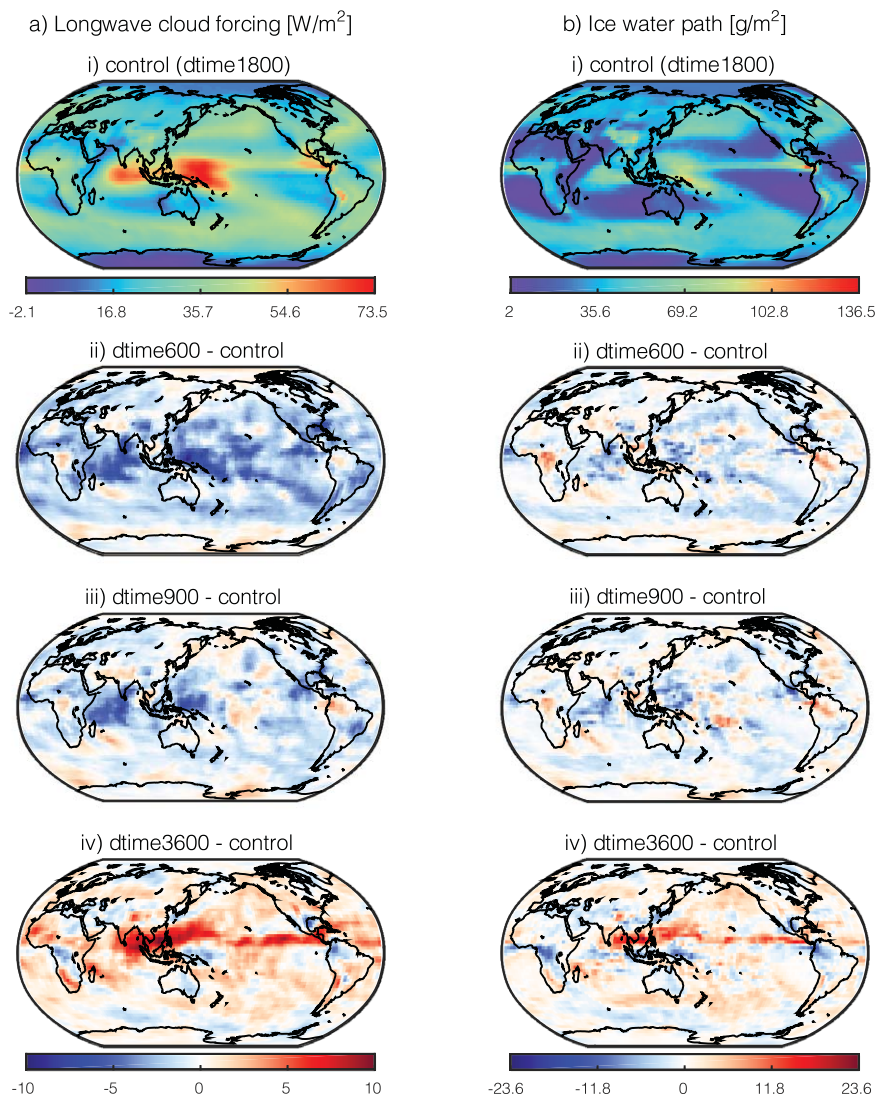 a) Longwave cloud forcing [W/m²]
b) Ice water path [g/m²]
i) control (dtime1800)
i) control (dtime1800)
-2.1 16.8 35.7 54.6 73.5
2 35.6 69.2 102.8 136.5
ii) dtime600 - control
ii) dtime600 - control
iii) dtime900 - control
iii) dtime900 - control
iv) dtime3600 - control
iv) dtime3600 - control
-10 -5 0 5 10
-23.6 -11.8 0 11.8 23.6